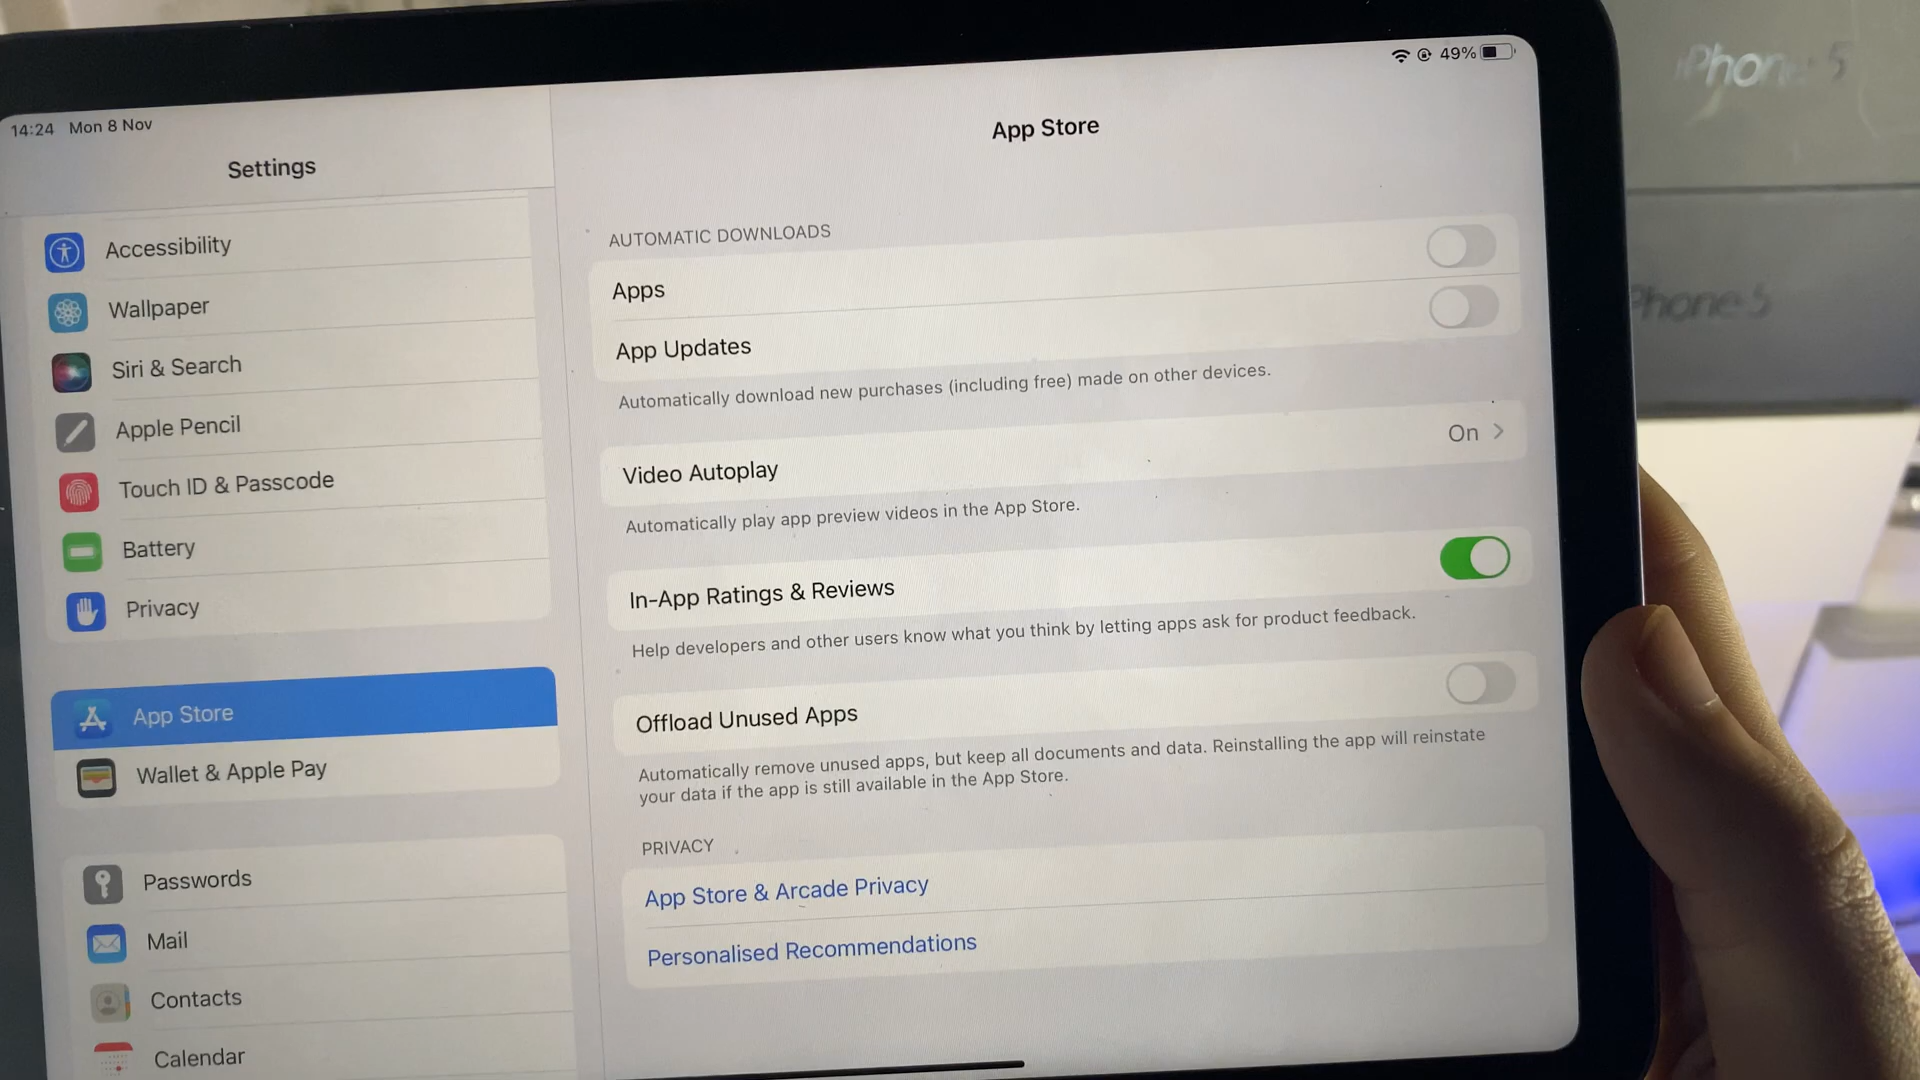 14:24 Mon 8 Nov
49%
Settings
Accessibility
Wallpaper
Siri & Search
Apple Pencil
Touch ID & Passcode
Battery
Privacy
App Store
Wallet & Apple Pay
Passwords
Mail
Contacts
Calendar
App Store
AUTOMATIC DOWNLOADS
Apps
App Updates
Automatically download new purchases (including free) made on other devices.
Video Autoplay
On
Automatically play app preview videos in the App Store.
In-App Ratings & Reviews
Help developers and other users know what you think by letting apps ask for product feedback.
Offload Unused Apps
Automatically remove unused apps, but keep all documents and data. Reinstalling the app will reinstate
your data if the app is still available in the App Store.
PRIVACY
App Store & Arcade Privacy
Personalised Recommendations
iPhone 5
iPhone 5